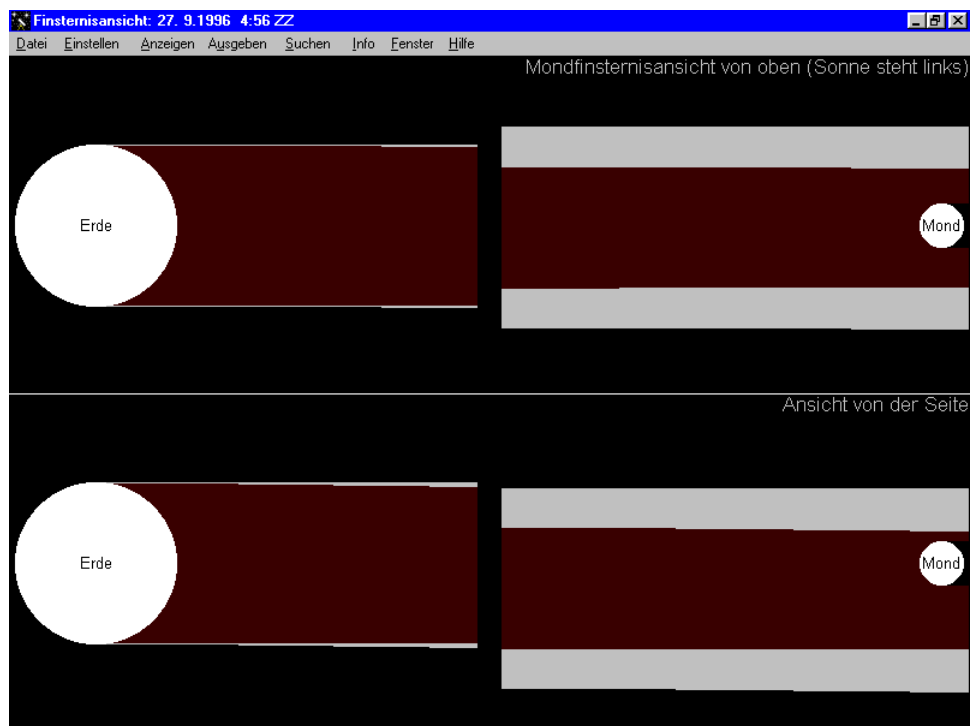 Finsternisansicht: 27. 9.1996 4:56 ZZ
Datei Einstellen Anzeigen Ausgeben Suchen Info Fenster Hilfe
Mondfinsternisansicht von oben (Sonne steht links)
Erde
Mond
Ansicht von der Seite
Erde
Mond